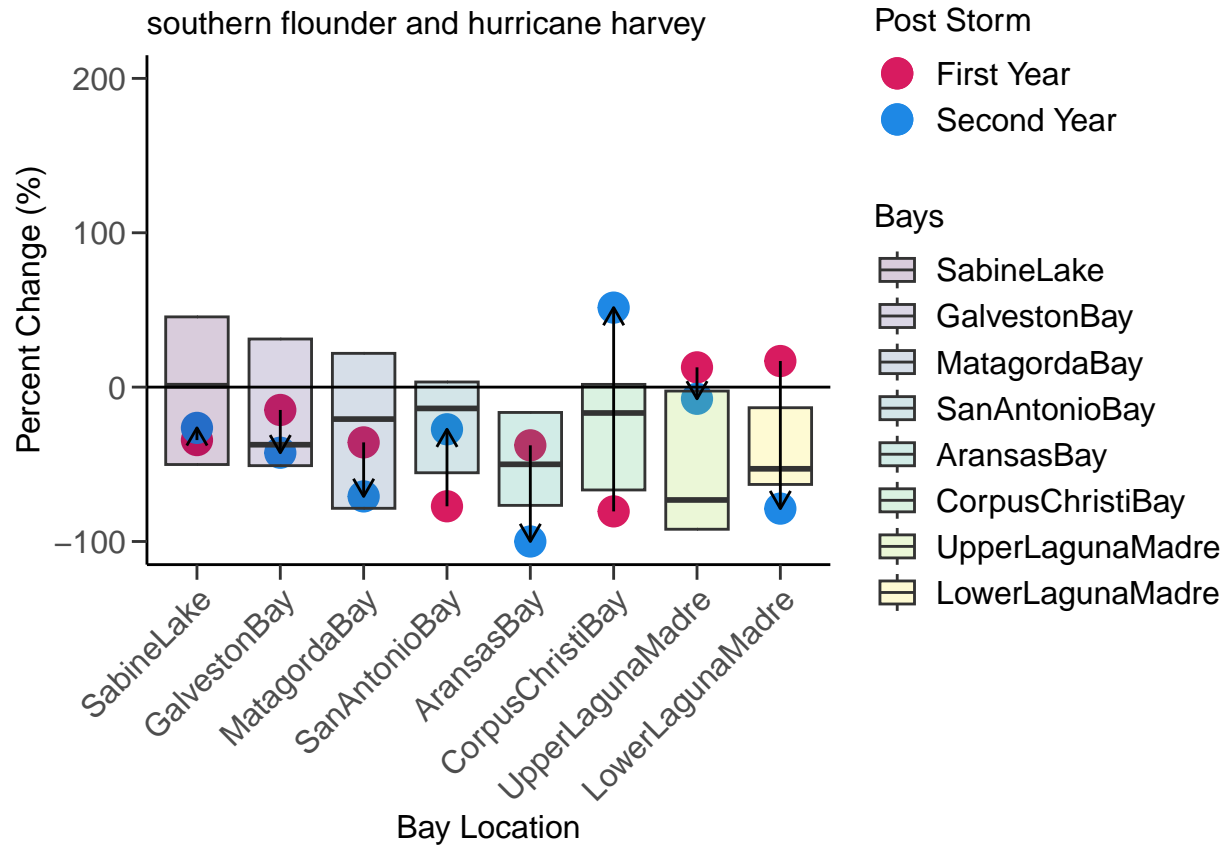 southern flounder and hurricane harvey
Percent Change (%)
200
100
0
−100
SabineLake
GalvestonBay
MatagordaBay
SanAntonioBay
AransasBay
CorpusChristiBay
UpperLagunaMadre
LowerLagunaMadre
Bay Location
Post Storm
First Year
Second Year
Bays
SabineLake
GalvestonBay
MatagordaBay
SanAntonioBay
AransasBay
CorpusChristiBay
UpperLagunaMadre
LowerLagunaMadre